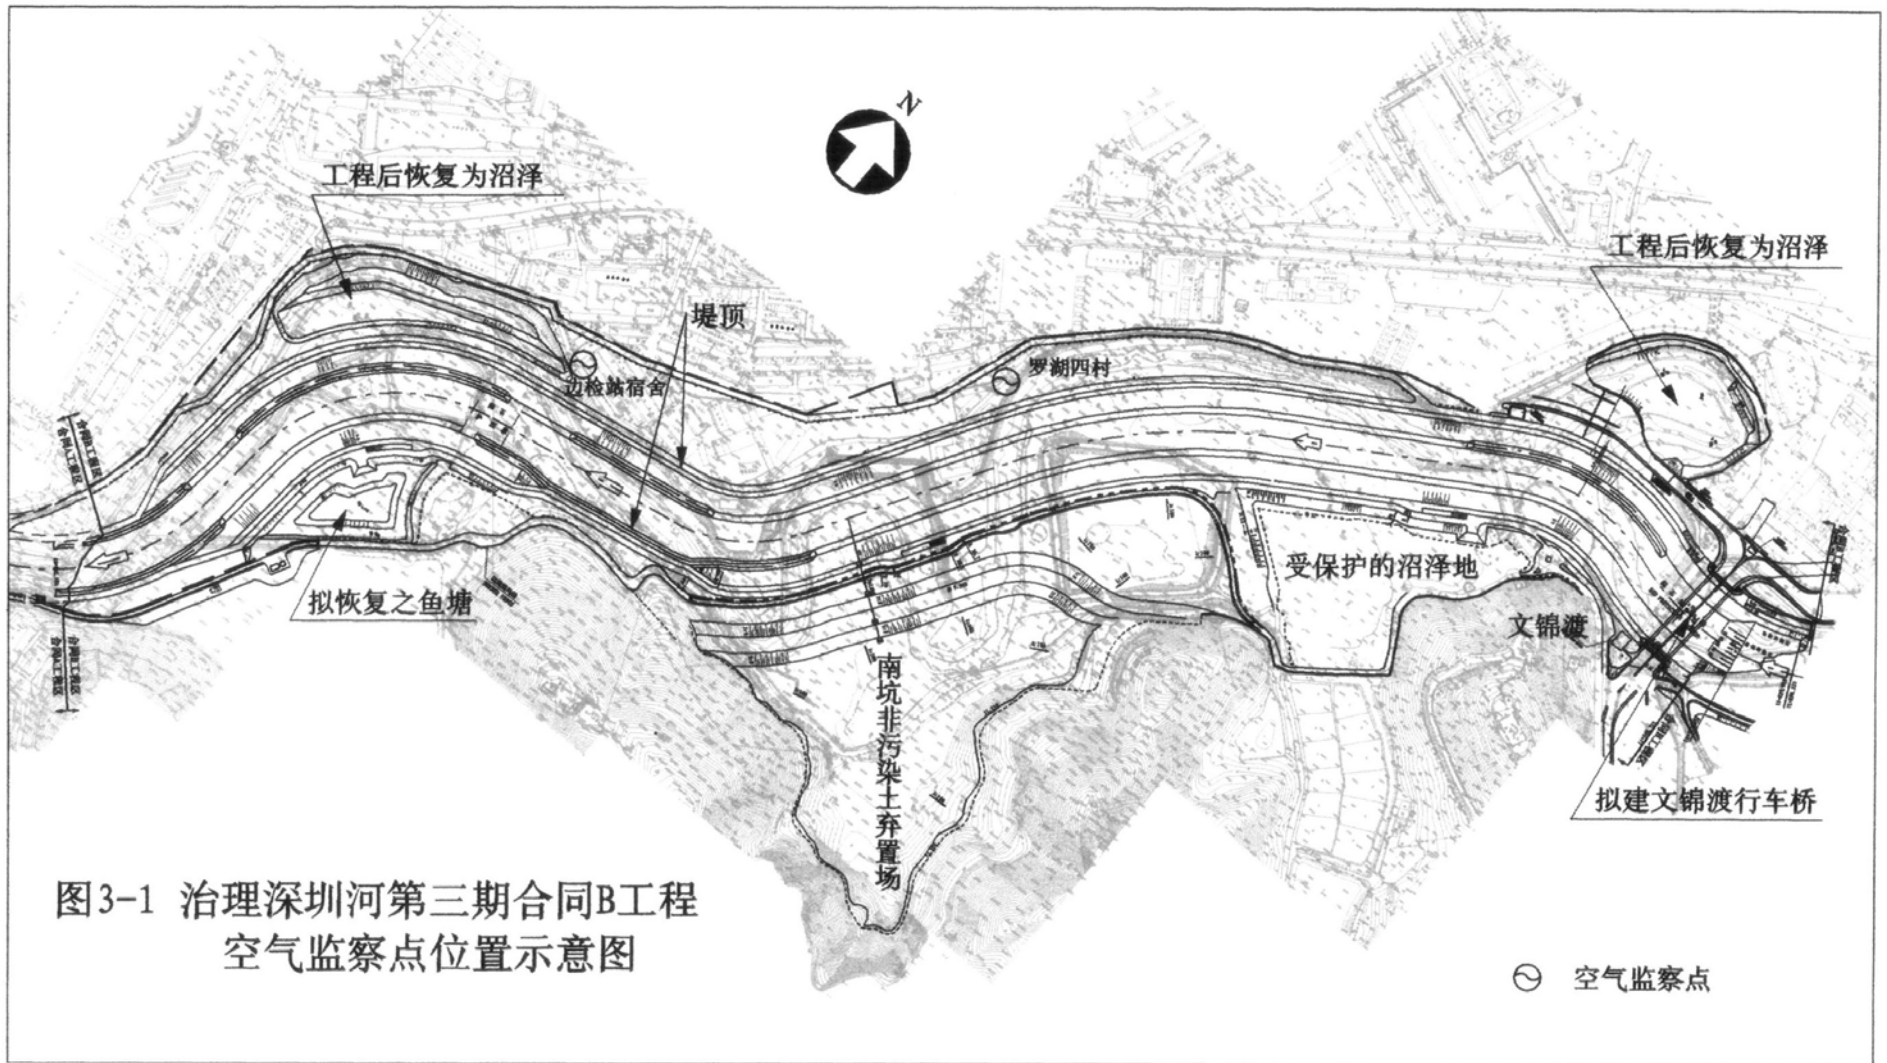 N
工程后恢复为沼泽
工程后恢复为沼泽
堤顶
罗湖四村
边检站宿舍
受保护的沼泽地
拟恢复之鱼塘
文锦渡
南坑非污染土弃置场
拟建文锦渡行车桥
图3-1 治理深圳河第三期合同B工程
空气监察点位置示意图
空气监察点